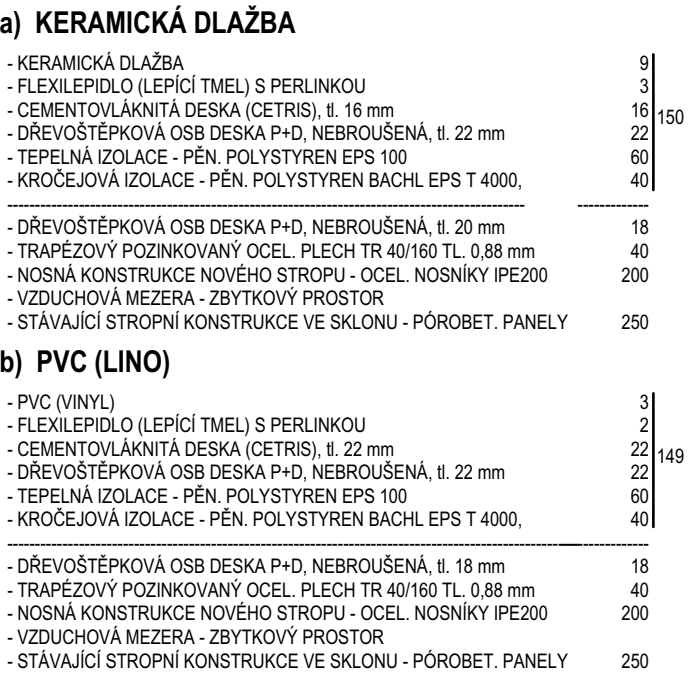 a) KERAMICKÁ DLAŽBA
- KERAMICKÁ DLAŽBA 9
- FLEXILEPIDLO (LEPÍCÍ TMEL) S PERLINKOU 3
- CEMENTOVLÁKNITÁ DESKA (CETRIS), tl. 16 mm 16
150
- DŘEVOŠTĚPKOVÁ OSB DESKA P+D, NEBROUŠENÁ, tl. 22 mm 22
- TEPELNÁ IZOLACE - PĚN. POLYSTYREN EPS 100 60
- KROČEJOVÁ IZOLACE - PĚN. POLYSTYREN BACHL EPS T 4000, 40
- DŘEVOŠTĚPKOVÁ OSB DESKA P+D, NEBROUŠENÁ, tl. 20 mm 18
- TRAPÉZOVÝ POZINKOVANÝ OCEL. PLECH TR 40/160 TL. 0,88 mm 40
- NOSNÁ KONSTRUKCE NOVÉHO STROPU - OCEL. NOSNÍKY IPE200 200
- VZDUCHOVÁ MEZERA - ZBYTKOVÝ PROSTOR
- STÁVAJÍCÍ STROPNÍ KONSTRUKCE VE SKLONU - PÓROBET. PANELY 250
b) PVC (LINO)
- PVC (VINYL) 3
- FLEXILEPIDLO (LEPÍCÍ TMEL) S PERLINKOU 2
- CEMENTOVLÁKNITÁ DESKA (CETRIS), tl. 22 mm 22
149
- DŘEVOŠTĚPKOVÁ OSB DESKA P+D, NEBROUŠENÁ, tl. 22 mm 22
- TEPELNÁ IZOLACE - PĚN. POLYSTYREN EPS 100 60
- KROČEJOVÁ IZOLACE - PĚN. POLYSTYREN BACHL EPS T 4000, 40
- DŘEVOŠTĚPKOVÁ OSB DESKA P+D, NEBROUŠENÁ, tl. 18 mm 18
- TRAPÉZOVÝ POZINKOVANÝ OCEL. PLECH TR 40/160 TL. 0,88 mm 40
- NOSNÁ KONSTRUKCE NOVÉHO STROPU - OCEL. NOSNÍKY IPE200 200
- VZDUCHOVÁ MEZERA - ZBYTKOVÝ PROSTOR
- STÁVAJÍCÍ STROPNÍ KONSTRUKCE VE SKLONU - PÓROBET. PANELY 250